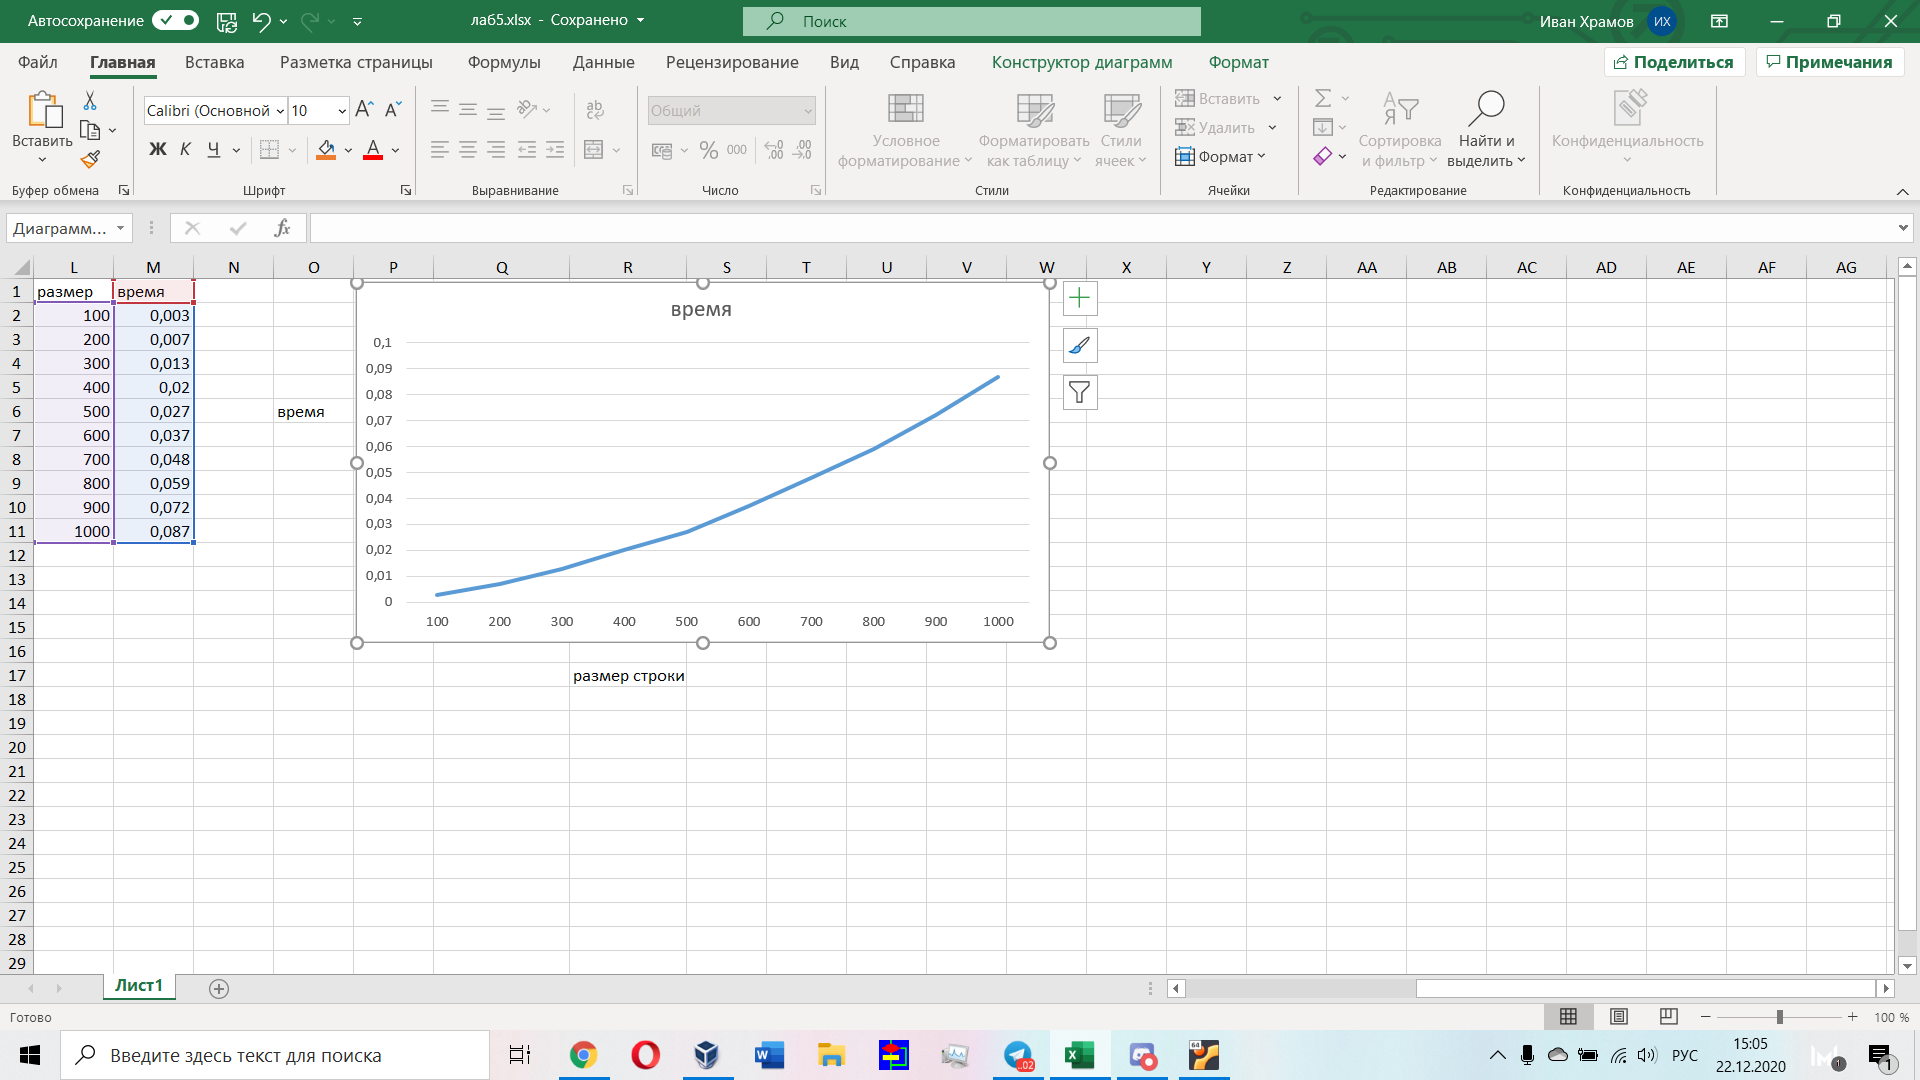 Автосохранение
лаб5.xlsx - Сохранено
Поиск
Иван Храмов ИХ
Файл Главная Вставка Разметка страницы Формулы Данные Рецензирование Вид Справка Конструктор диаграмм Формат Поделиться Примечания
Вставить
Буфер обмена
Calibri (Основной 10
Ж К Ч А
Шрифт
Выравнивание
Общий
% 000
Число
Условное форматирование
Форматировать как таблицу
Стили ячеек
Стили
Вставить
Удалить
Формат
Ячейки
Сортировка и фильтр
Найти и выделить
Редактирование
Конфиденциальность
Конфиденциальность
Диаграмм...
fx
L M N O P Q R S T U V W X Y Z AA AB AC AD AE AF AG
1 размер время
2 100 0,003
3 200 0,007
4 300 0,013
5 400 0,02
6 500 0,027 время
7 600 0,037
8 700 0,048
9 800 0,059
10 900 0,072
11 1000 0,087
12
13
14
15
16
17 размер строки
18
19
20
21
22
23
24
25
26
27
28
29
время
0,1
0,09
0,08
0,07
0,06
0,05
0,04
0,03
0,02
0,01
0
100 200 300 400 500 600 700 800 900 1000
Лист1
Готово
100 %
Введите здесь текст для поиска
РУС
15:05
22.12.2020